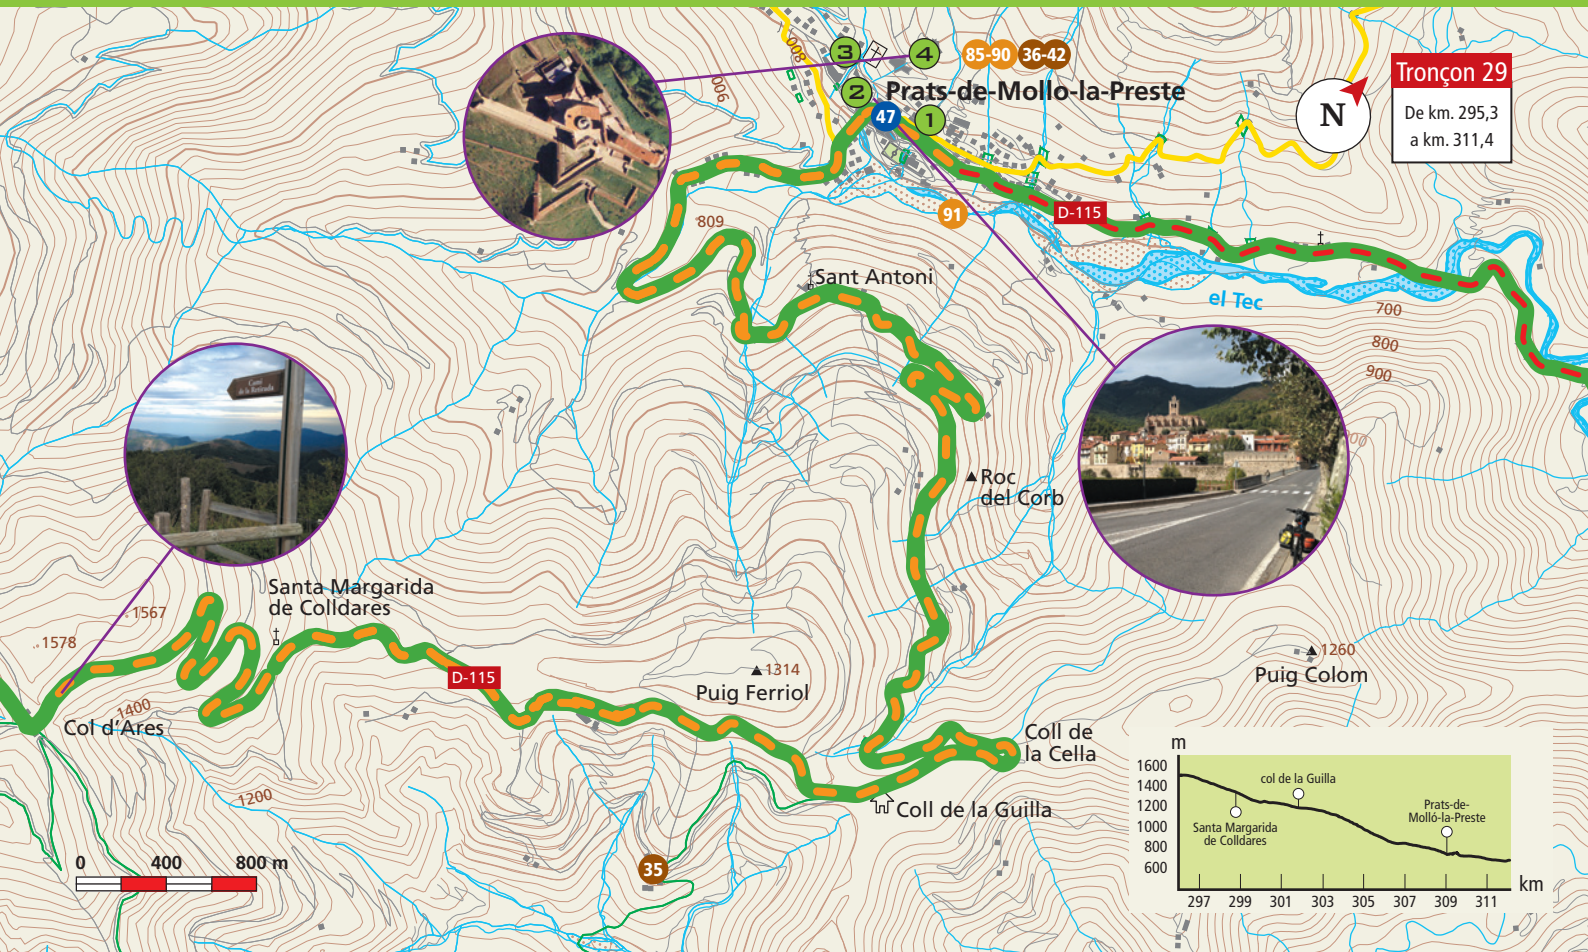 3
4
85-90
36-42
2
Prats-de-Mollo-la-Preste
47
1
800
900
N
Tronçon 29
De km. 295,3
a km. 311,4
91
D-115
809
Sant Antoni
el Tec
700
800
900
Camí
de la Retirada
Roc
del Corb
Santa Margarida
de Colldares
1567
1578
D-115
1314
Puig Ferriol
1260
Puig Colom
1400
Col d'Ares
Coll de
la Cella
Coll de la Guilla
1200
0 400 800 m
35
m
1600
1400
1200
1000
800
600
col de la Guilla
Santa Margarida
de Colldares
Prats-de-
Molló-la-Preste
km
297 299 301 303 305 307 309 311